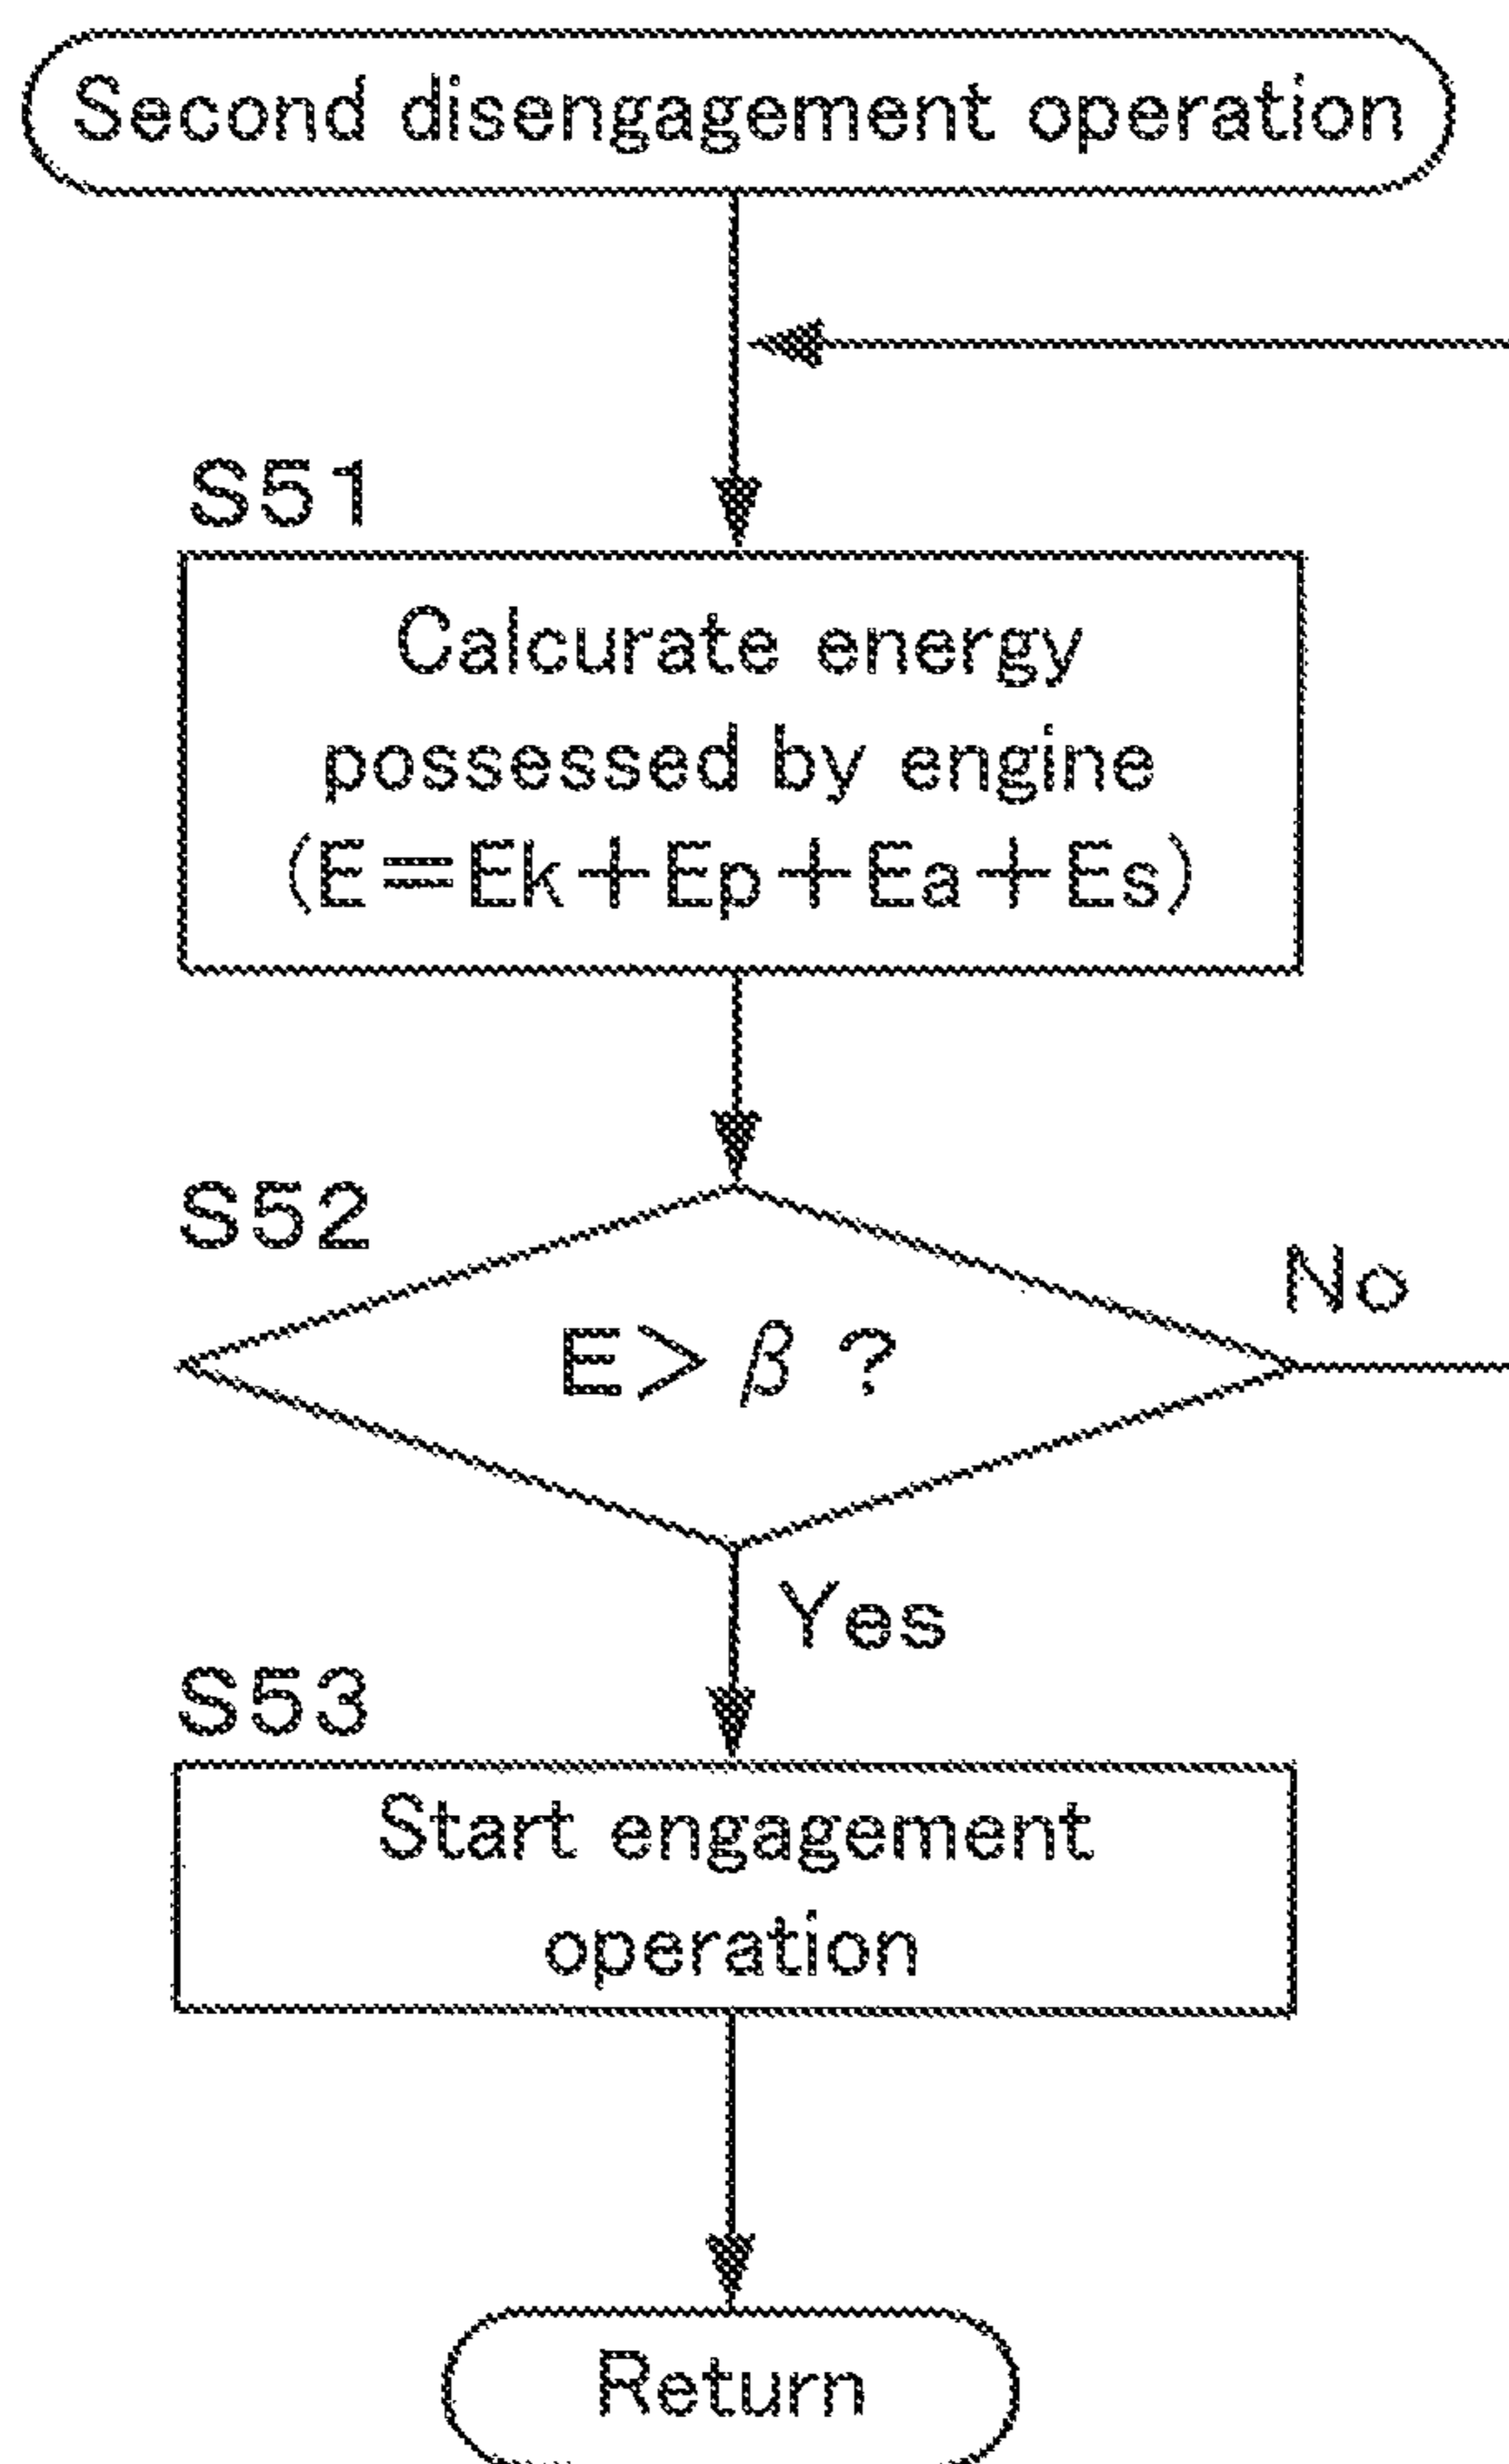 Second disengagement operation
S51
Calcurate energy
possessed by engine
(E=Ek+Ep+Ea+Es)
S52
E>β?
No
Yes
S53
Start engagement
operation
Return